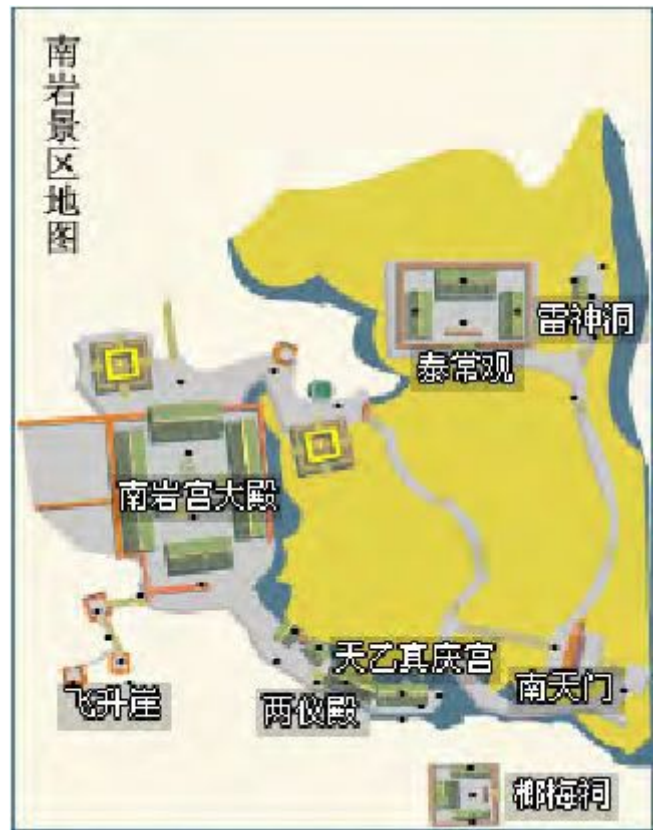 南岩景区地图
雷神洞
泰常观
南岩宫大殿
天乙真庆宫
南天门
飞升崖
两仪殿
榔梅祠